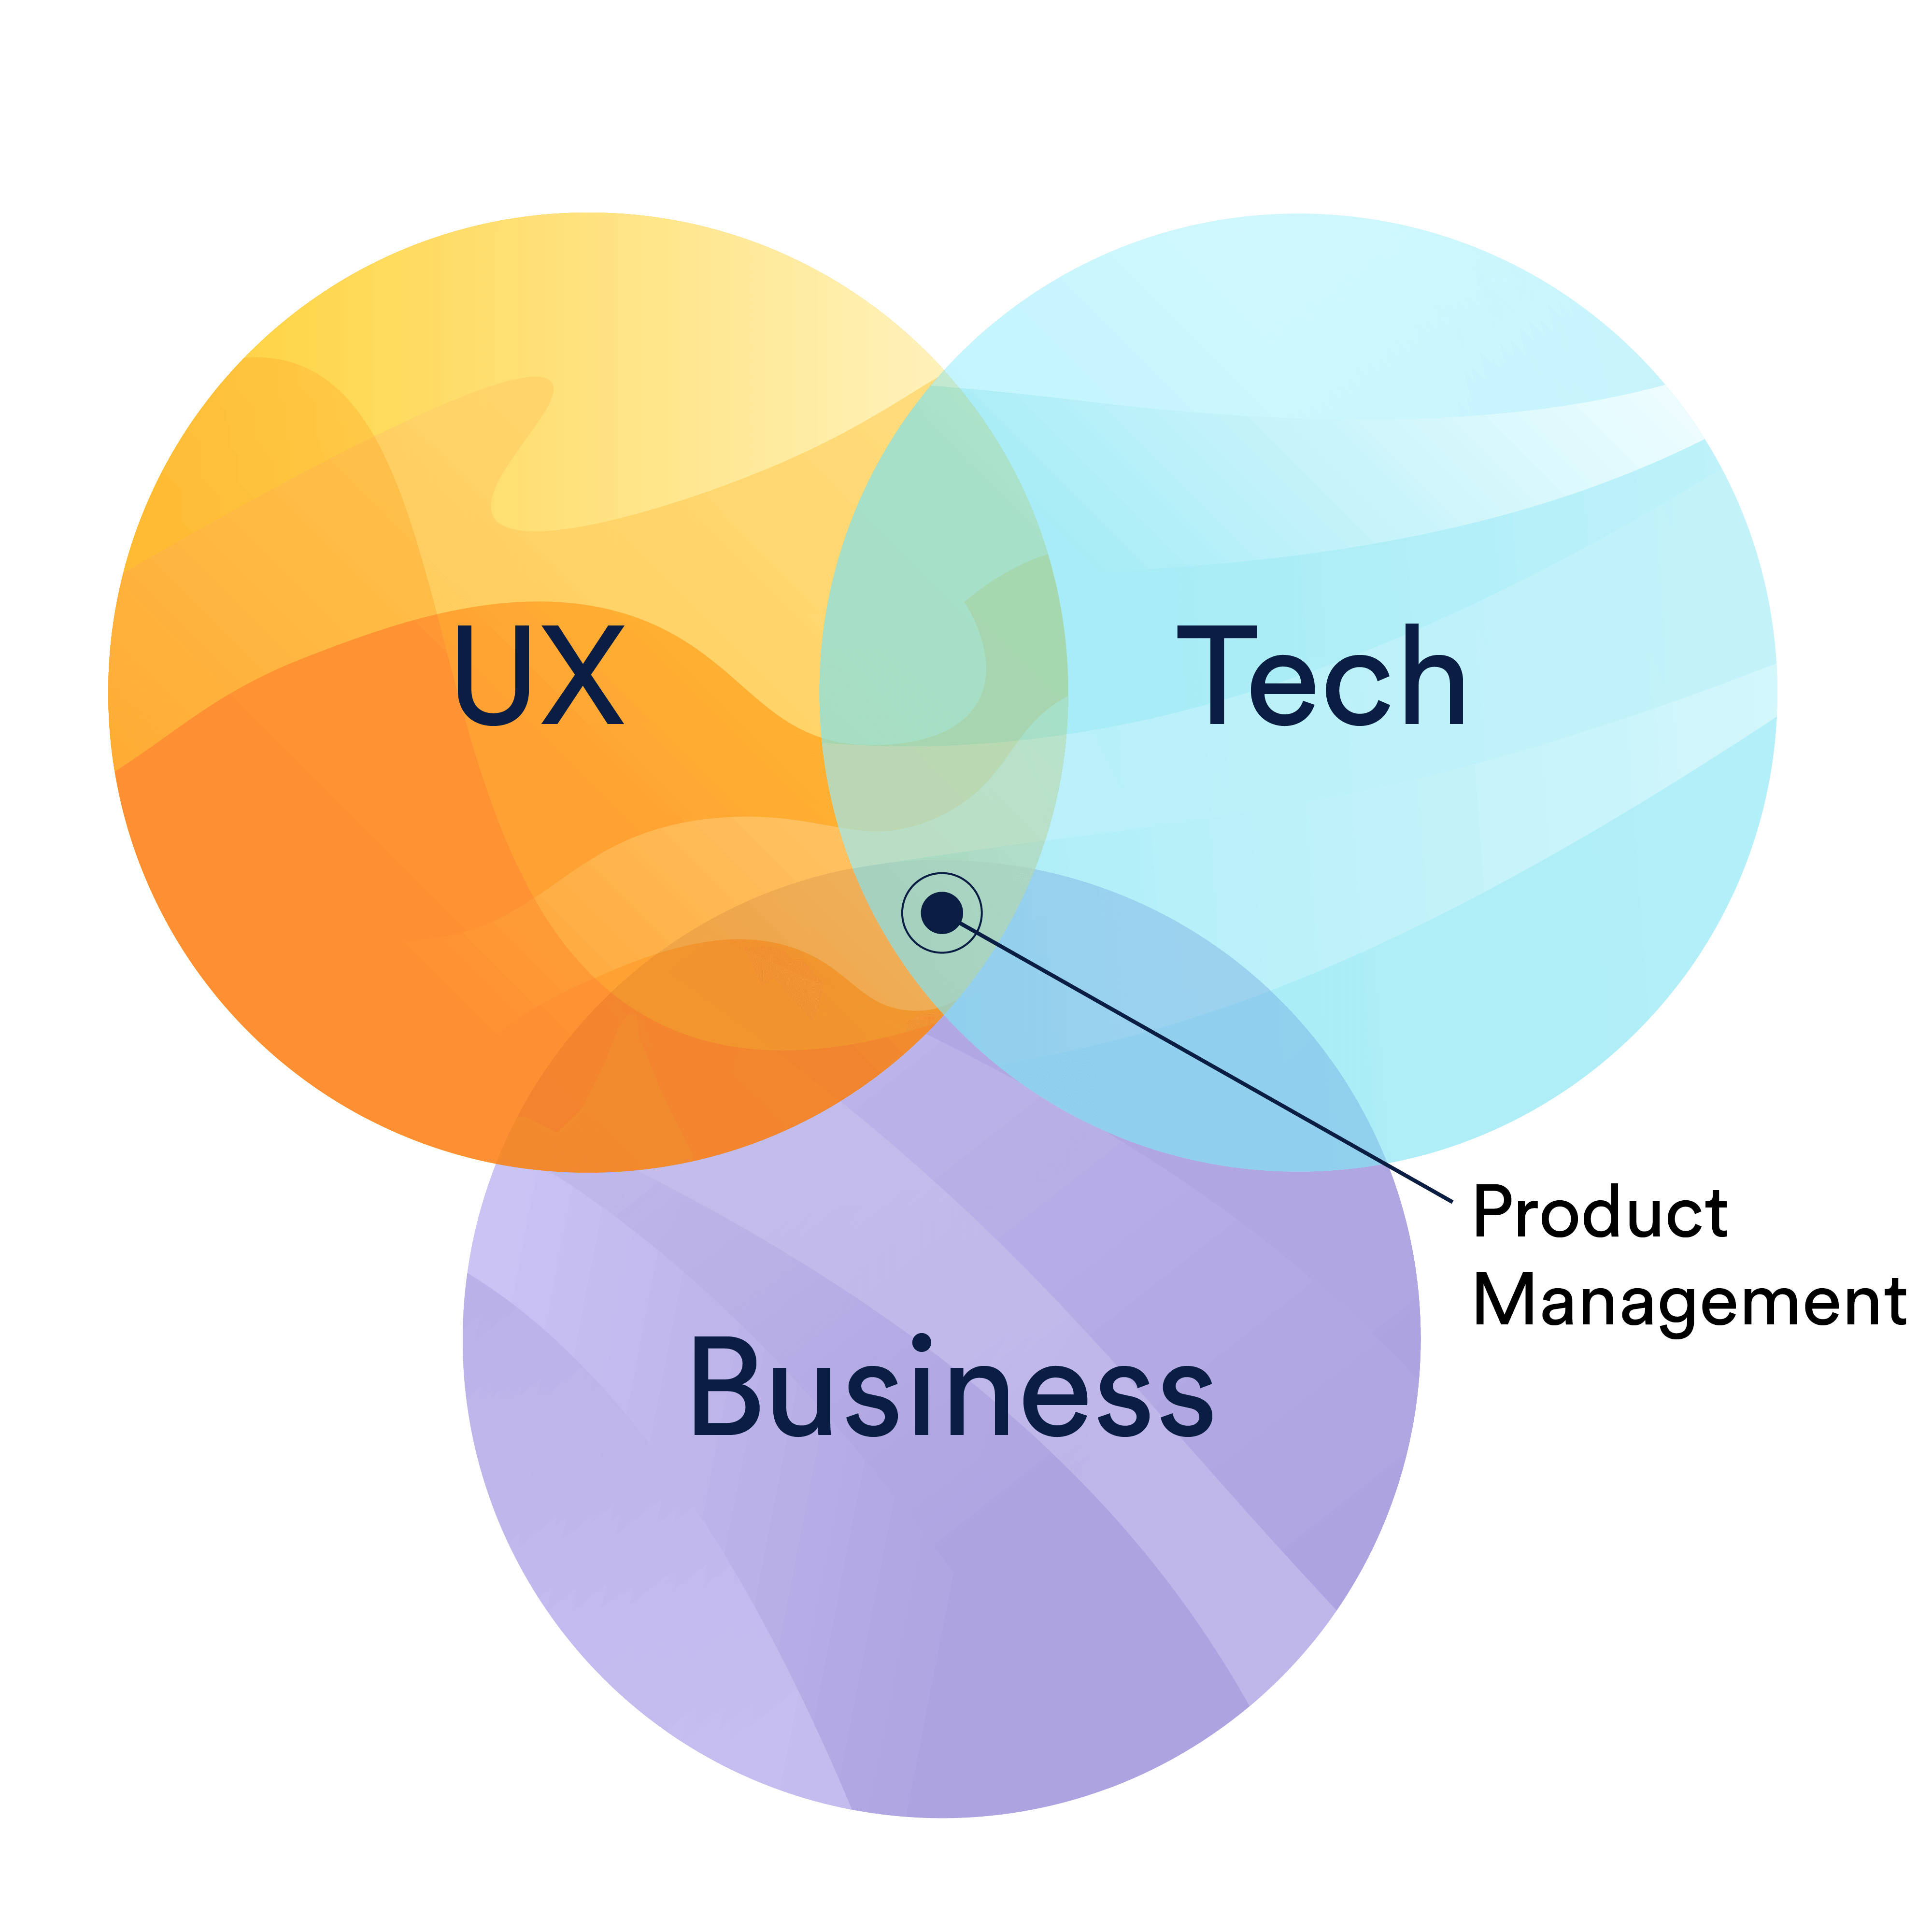 UX
Tech
Product
Management
Business